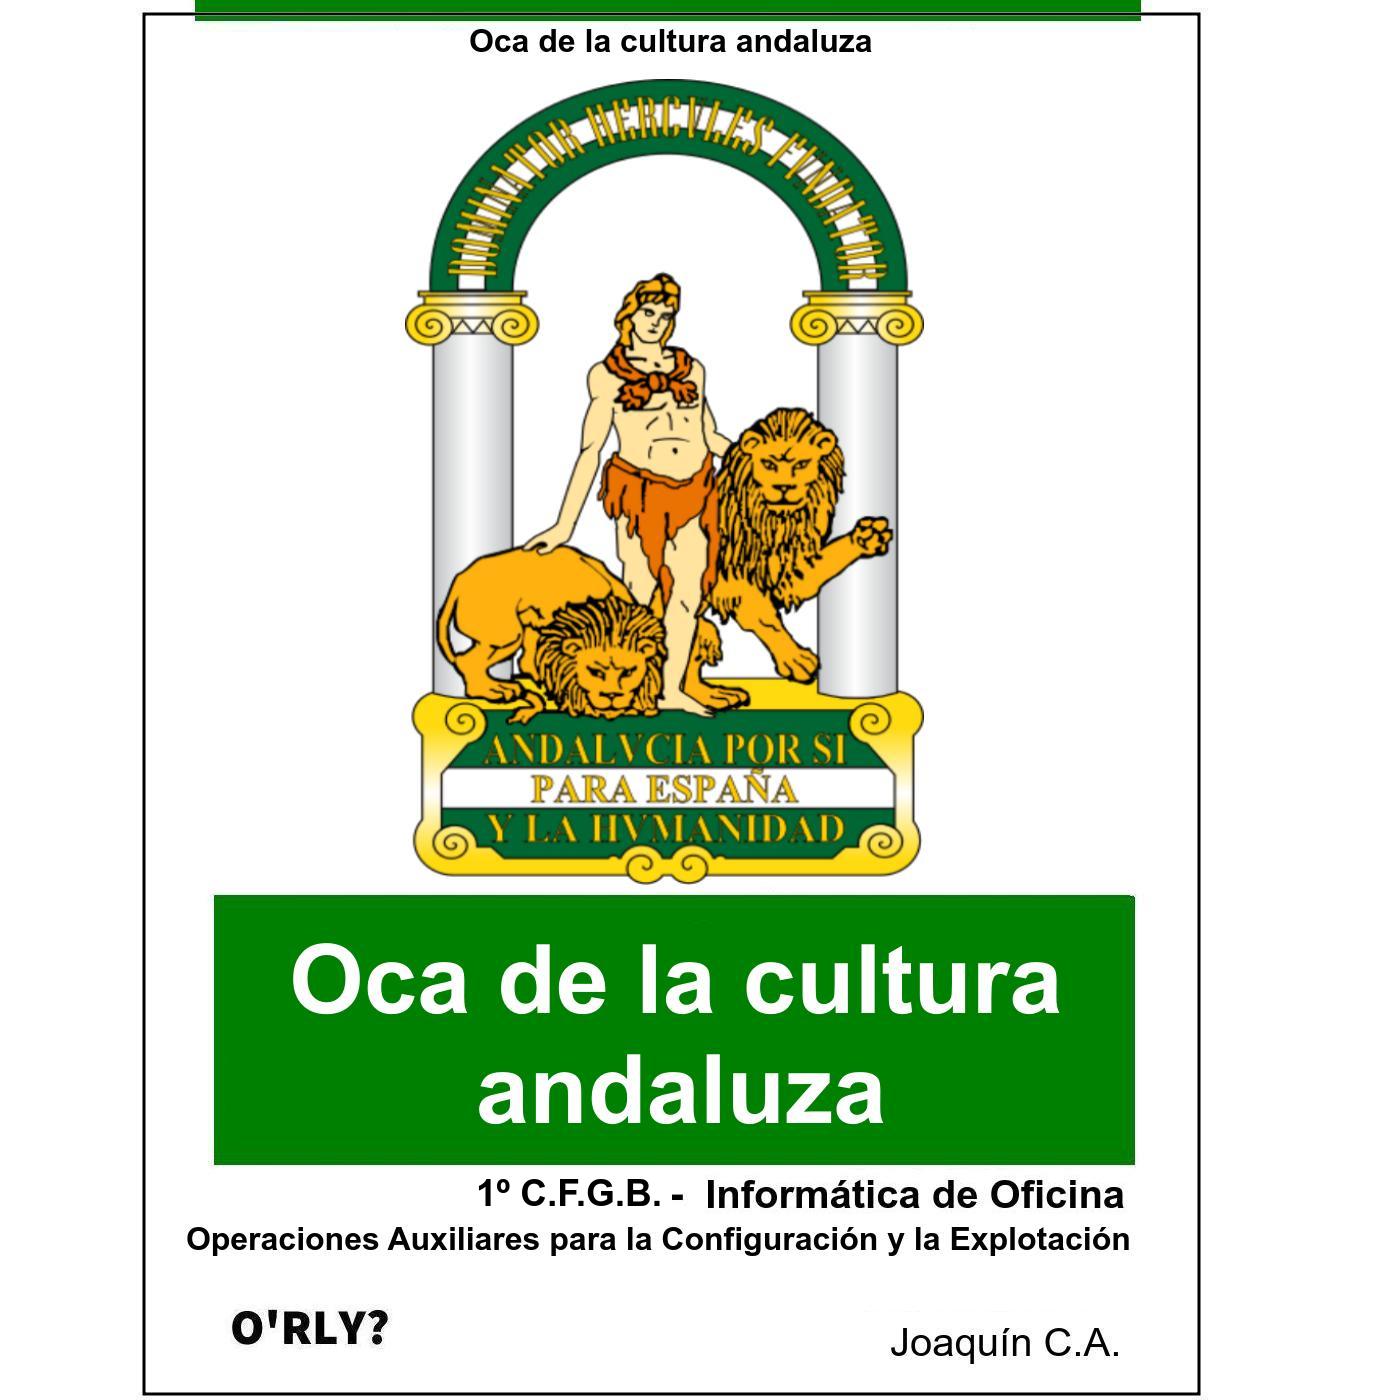 Oca de la cultura andaluza
DOMINATOR HERCVLES FVNDATOR
ANDALVCIA POR SI
PARA ESPAÑA
Y LA HVMANIDAD
Oca de la cultura
andaluza
1º C.F.G.B. - Informática de Oficina
Operaciones Auxiliares para la Configuración y la Explotación
O'RLY?
Joaquín C.A.